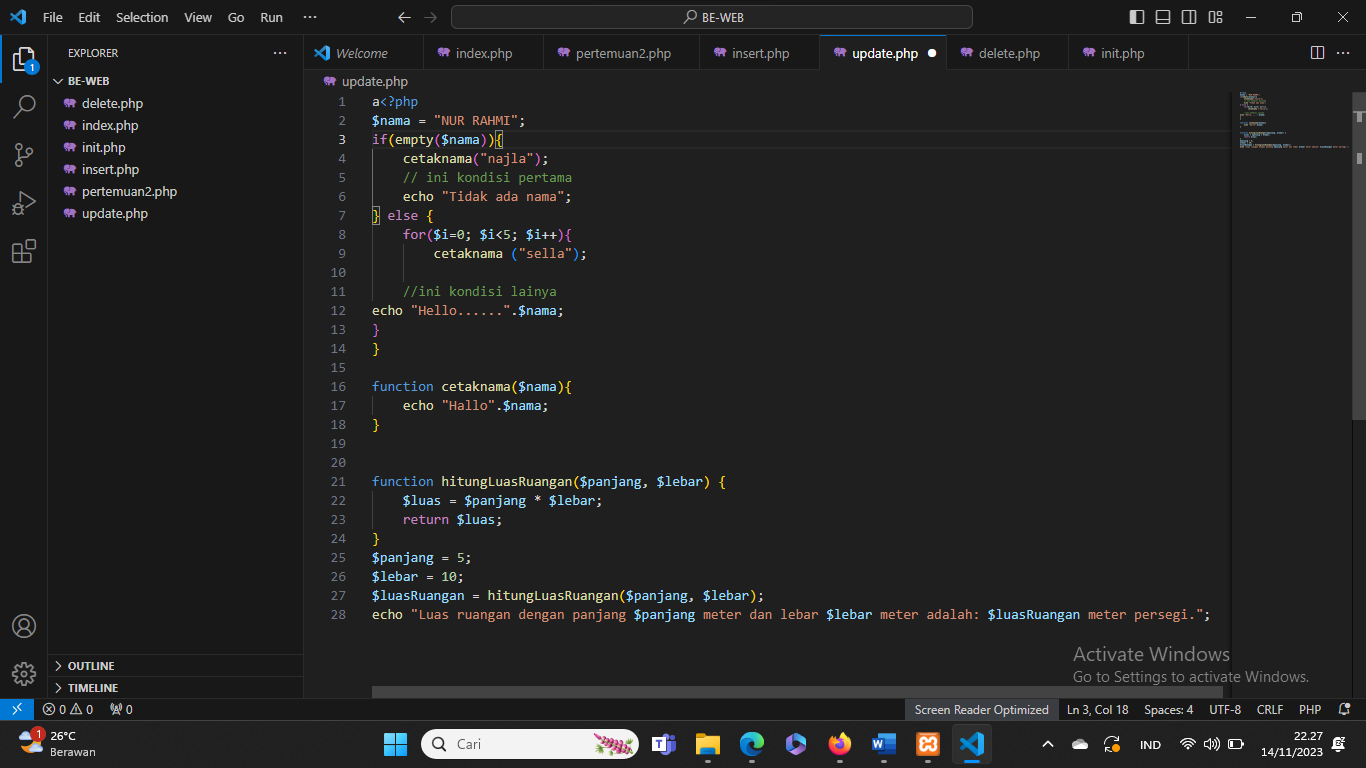 File Edit Selection View Go Run ··· BE-WEB
EXPLORER ···
Welcome index.php pertemuan2.php insert.php update.php delete.php init.php ···
BE-WEB
delete.php
index.php
init.php
insert.php
pertemuan2.php
update.php
OUTLINE
TIMELINE
1
update.php
1 a<?php
2 $nama = "NUR RAHMI";
3 if(empty($nama)){
4 cetaknama("najla");
5 // ini kondisi pertama
6 echo "Tidak ada nama";
7 } else {
8 for($i=0; $i<5; $i++){
9 cetaknama ("sella");
10
11 //ini kondisi lainya
12 echo "Hello......".$nama;
13 }
14 }
15
16 function cetaknama($nama){
17 echo "Hallo".$nama;
18 }
19
20
21 function hitungLuasRuangan($panjang, $lebar) {
22 $luas = $panjang * $lebar;
23 return $luas;
24 }
25 $panjang = 5;
26 $lebar = 10;
27 $luasRuangan = hitungLuasRuangan($panjang, $lebar);
28 echo "Luas ruangan dengan panjang $panjang meter dan lebar $lebar meter adalah: $luasRuangan meter persegi.";
Activate Windows
Go to Settings to activate Windows.
0 0 0 Screen Reader Optimized Ln 3, Col 18 Spaces: 4 UTF-8 CRLF PHP
1 26°C
Berawan
Cari
IND
22.27
14/11/2023